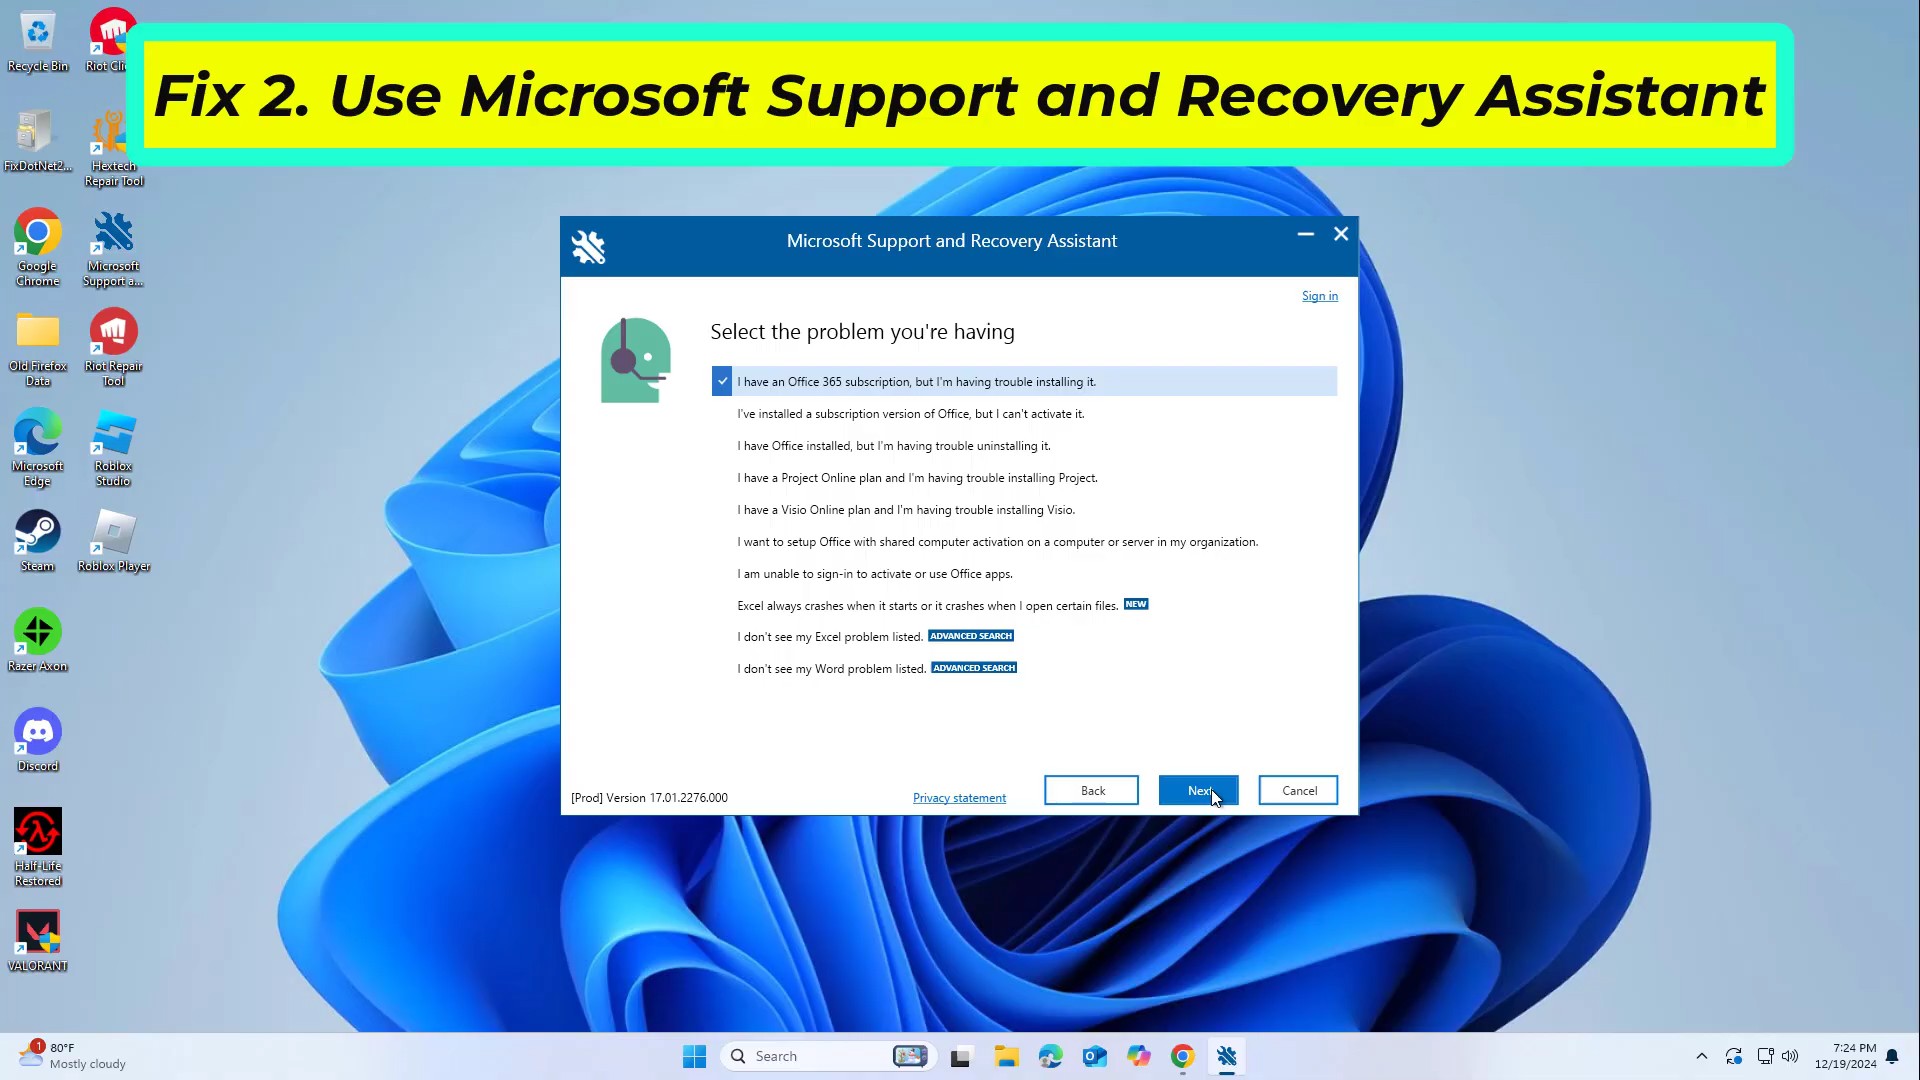 Fix 2. Use Microsoft Support and Recovery Assistant
Recycle Bin
FixDotNet2...
Hextech
Repair Tool
Google
Chrome
Microsoft
Support a...
Old Firefox
Data
Riot Repair
Tool
Microsoft
Edge
Roblox
Studio
Steam
Roblox Player
Razer Axon
Discord
Half-Life
Restored
VALORANT
Microsoft Support and Recovery Assistant
Sign in
Select the problem you're having
I have an Office 365 subscription, but I'm having trouble installing it.
I've installed a subscription version of Office, but I can't activate it.
I have Office installed, but I'm having trouble uninstalling it.
I have a Project Online plan and I'm having trouble installing Project.
I have a Visio Online plan and I'm having trouble installing Visio.
I want to setup Office with shared computer activation on a computer or server in my organization.
I am unable to sign-in to activate or use Office apps.
Excel always crashes when it starts or it crashes when I open certain files. NEW
I don't see my Excel problem listed. ADVANCED SEARCH
I don't see my Word problem listed. ADVANCED SEARCH
[Prod] Version 17.01.2276.000
Privacy statement
Back
Next
Cancel
1
80°F
Mostly cloudy
Search
7:24 PM
12/19/2024